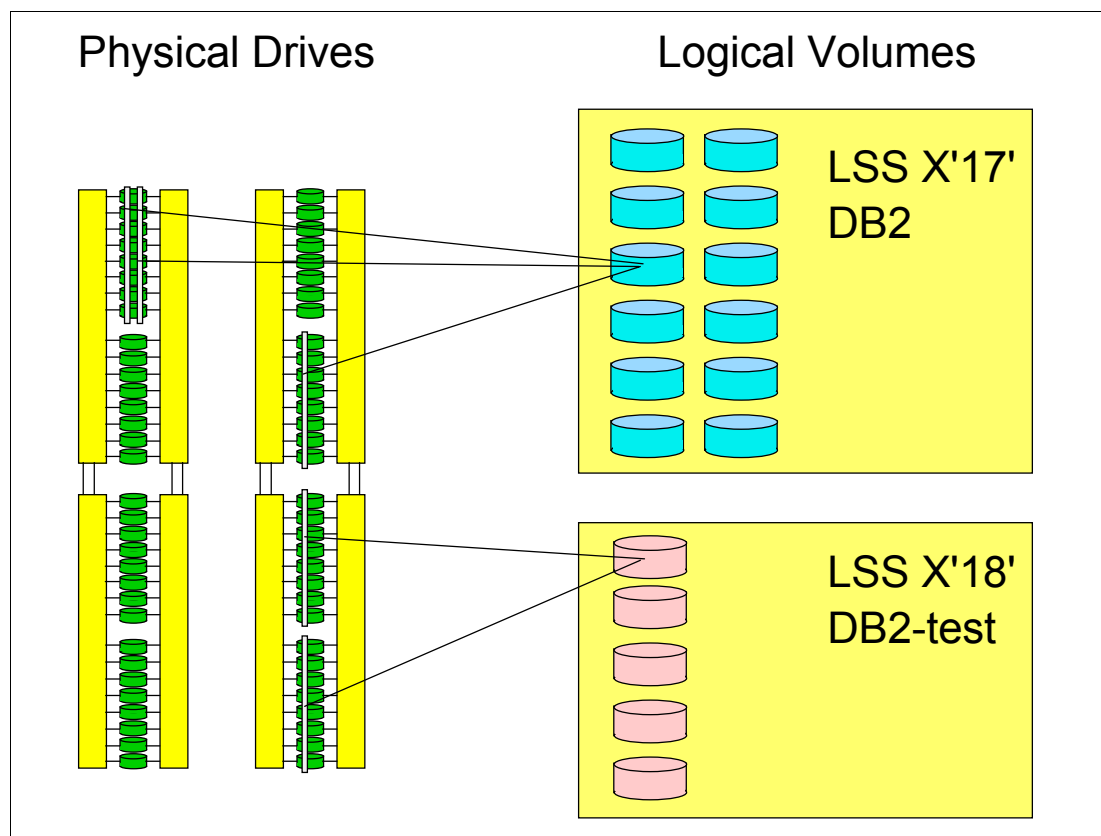 Physical Drives
Logical Volumes
LSS X'17'
DB2
LSS X'18'
DB2-test